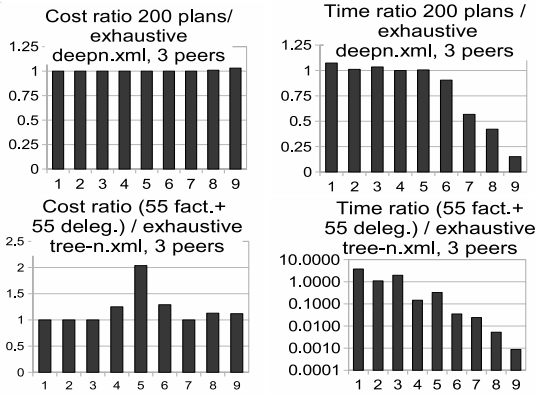 Cost ratio 200 plans/
exhaustive
deepn.xml, 3 peers
1.25
1
0.75
0.5
0.25
0
1 2 3 4 5 6 7 8 9
Time ratio 200 plans /
exhaustive
deepn.xml, 3 peers
1.25
1.00
0.75
0.50
0.25
0.00
1 2 3 4 5 6 7 8 9
Cost ratio (55 fact.+
55 deleg.) / exhaustive
tree-n.xml, 3 peers
2.5
2
1.5
1
0.5
0
1 2 3 4 5 6 7 8 9
Time ratio (55 fact.+
55 deleg.) / exhaustive
tree-n.xml, 3 peers
10.0000
1.0000
0.1000
0.0100
0.0010
0.0001
1 2 3 4 5 6 7 8 9